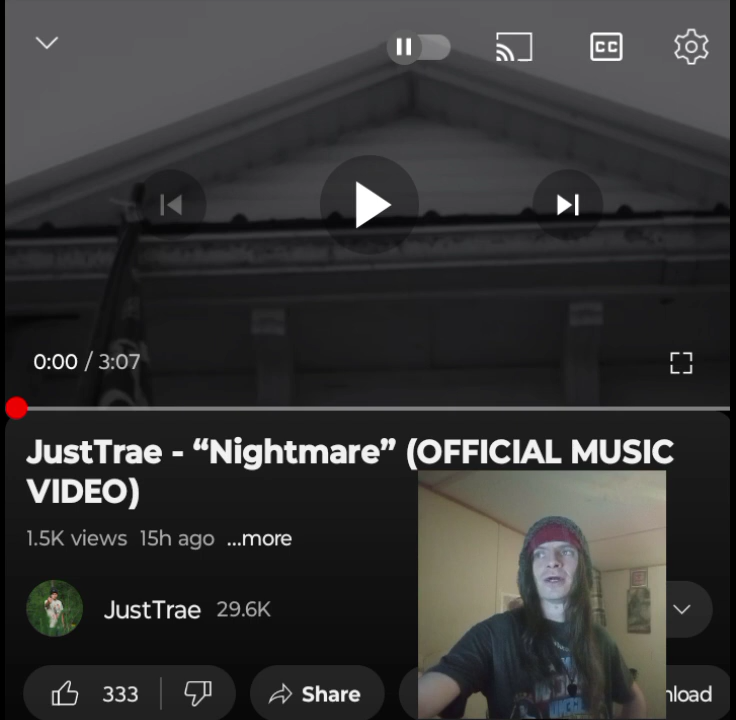 CC
0:00 / 3:07
JustTrae - “Nightmare” (OFFICIAL MUSIC
VIDEO)
1.5K views 15h ago ...more
JustTrae 29.6K
333 Share nload